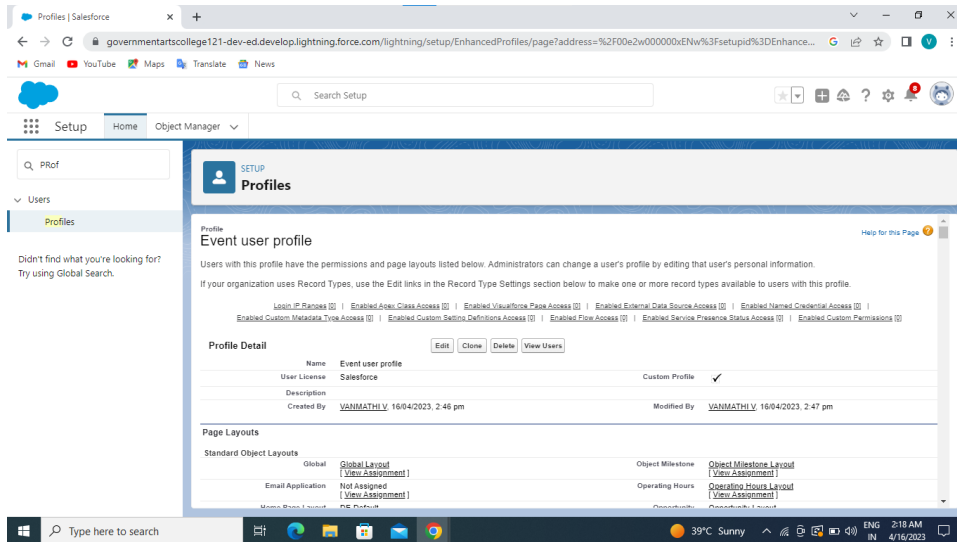 Profiles | Salesforce
governmentartscollege121-dev-ed.develop.lightning.force.com/lightning/setup/EnhancedProfiles/page?address=%2F00e2w000000xENw%3Fsetupid%3DEnhance...
Gmail YouTube Maps Translate News
Search Setup
8
V
Setup Home Object Manager
PRof
Users
Profiles
Didn't find what you're looking for?
Try using Global Search.
SETUP
Profiles
Profile
Event user profile
Help for this Page
Users with this profile have the permissions and page layouts listed below. Administrators can change a user's profile by editing that user's personal information.
If your organization uses Record Types, use the Edit links in the Record Type Settings section below to make one or more record types available to users with this profile.
Login IP Ranges [0] | Enabled Apex Class Access [0] | Enabled Visualforce Page Access [0] | Enabled External Data Source Access [0] | Enabled Named Credential Access [0] |
Enabled Custom Metadata Type Access [0] | Enabled Custom Setting Definitions Access [0] | Enabled Flow Access [0] | Enabled Service Presence Status Access [0] | Enabled Custom Permissions [0]
Profile Detail Edit Clone Delete View Users
Name Event user profile
User License Salesforce Custom Profile
Description
Created By VANMATHI V, 16/04/2023, 2:46 pm Modified By VANMATHI V, 16/04/2023, 2:47 pm
Page Layouts
Standard Object Layouts
Global Global Layout Object Milestone Object Milestone Layout
[ View Assignment ] [ View Assignment ]
Email Application Not Assigned Operating Hours Operating Hours Layout
[ View Assignment ] [ View Assignment ]
Home Page Layout DE Default Opportunity Opportunity Layout
Type here to search
39°C Sunny
ENG
IN
2:18 AM
4/16/2023